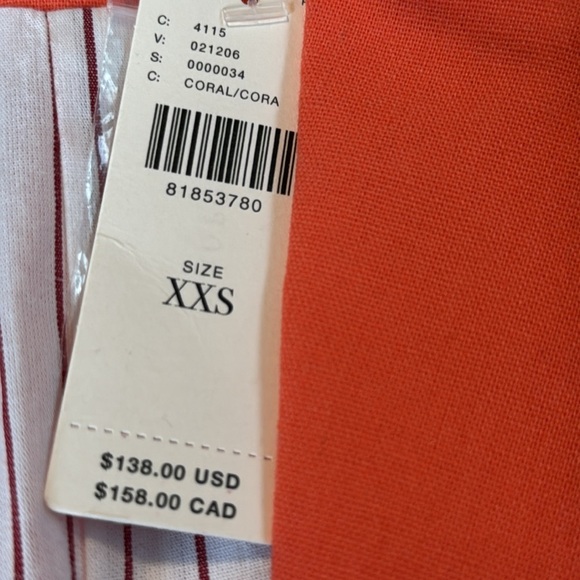 C: 4115
V: 021206
S: 0000034
C: CORAL/CORA
81853780
SIZE
XXS
$138.00 USD
$158.00 CAD